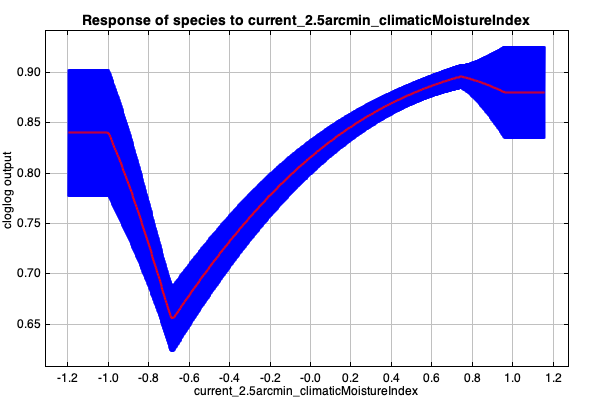 Response of species to current_2.5arcmin_climaticMoistureIndex
cloglog output
0.90
0.85
0.80
0.75
0.70
0.65
-1.2 -1.0 -0.8 -0.6 -0.4 -0.2 -0.0 0.2 0.4 0.6 0.8 1.0 1.2
current_2.5arcmin_climaticMoistureIndex